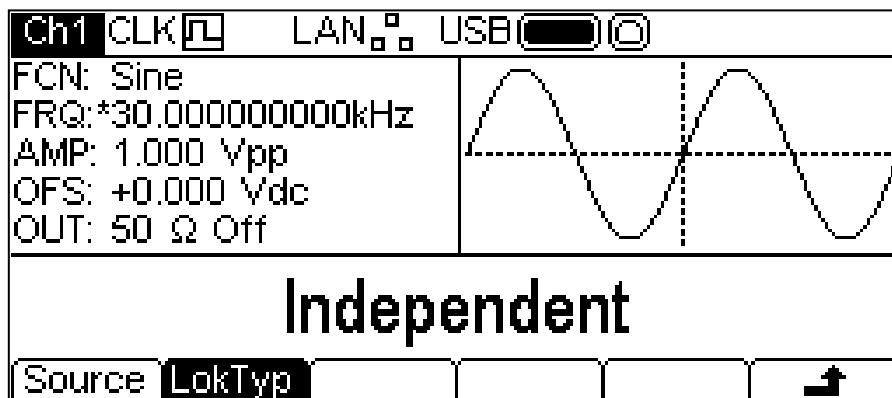 Ch1 CLK LAN USB
FCN: Sine
FRQ:*30.000000000kHz
AMP: 1.000 Vpp
OFS: +0.000 Vdc
OUT: 50 Ω Off
Independent
Source LokTyp